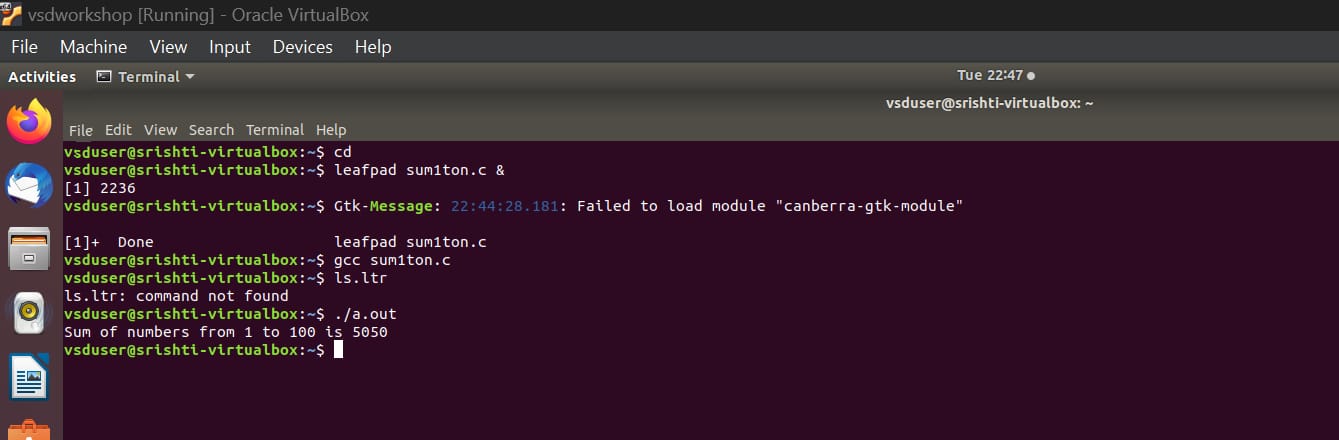 vsdworkshop [Running] - Oracle VirtualBox
File Machine View Input Devices Help
Activities Terminal Tue 22:47
vsduser@srishti-virtualbox: ~
File Edit View Search Terminal Help
vsduser@srishti-virtualbox:~$ cd
vsduser@srishti-virtualbox:~$ leafpad sum1ton.c &
[1] 2236
vsduser@srishti-virtualbox:~$ Gtk-Message: 22:44:28.181: Failed to load module "canberra-gtk-module"
[1]+  Done                    leafpad sum1ton.c
vsduser@srishti-virtualbox:~$ gcc sum1ton.c
vsduser@srishti-virtualbox:~$ ls.ltr
ls.ltr: command not found
vsduser@srishti-virtualbox:~$ ./a.out
Sum of numbers from 1 to 100 is 5050
vsduser@srishti-virtualbox:~$